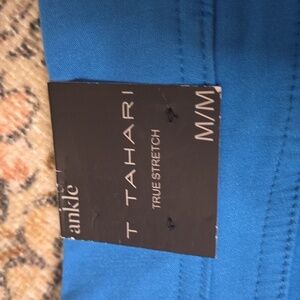 ankle
T TAHARI
TRUE STRETCH
M/M